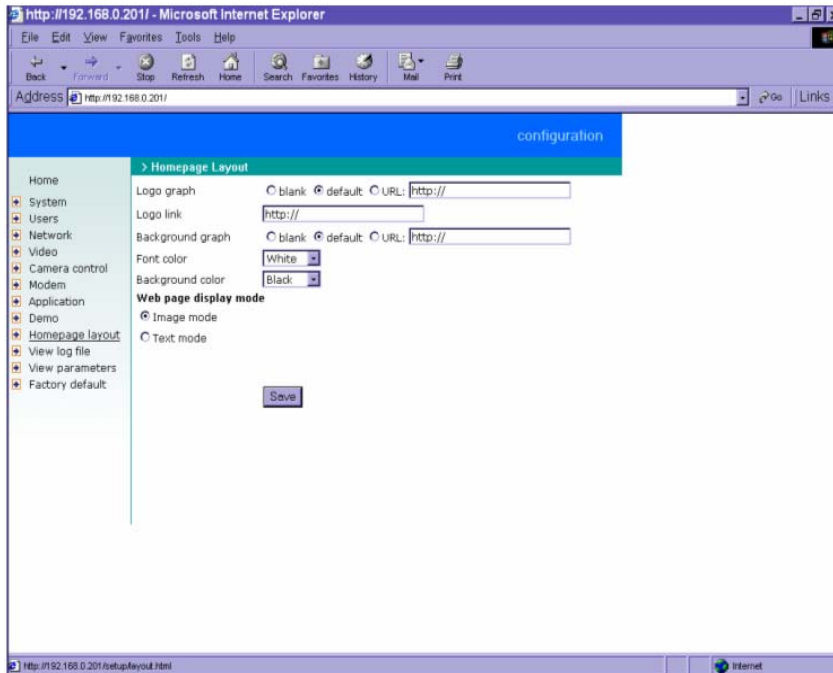 http://192.168.0.201/ - Microsoft Internet Explorer
File Edit View Favorites Tools Help
Back Forward Stop Refresh Home Search Favorites History Mail Print
Address http://192.168.0.201/ Go Links
configuration
> Homepage Layout
Home
System
Users
Network
Video
Camera control
Modem
Application
Demo
Homepage layout
View log file
View parameters
Factory default
Logo graph blank default URL: http://
Logo link http://
Background graph blank default URL: http://
Font color White
Background color Black
Web page display mode
Image mode
Text mode
Save
http://192.168.0.201/setup/layout.html Internet